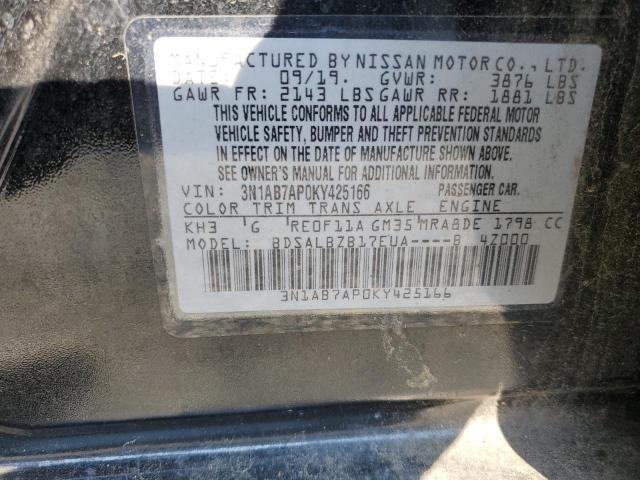 MANUFACTURED BY NISSAN MOTOR CO., LTD.
DATE: 09/19. GVWR: 3876 LBS
GAWR FR: 2143 LBS GAWR RR: 1881 LBS
THIS VEHICLE CONFORMS TO ALL APPLICABLE FEDERAL MOTOR
VEHICLE SAFETY, BUMPER AND THEFT PREVENTION STANDARDS
IN EFFECT ON THE DATE OF MANUFACTURE SHOWN ABOVE.
SEE OWNER'S MANUAL FOR ADDITIONAL INFORMATION.
VIN: 3N1AB7AP0KY425166 PASSENGER CAR.
COLOR TRIM TRANS AXLE ENGINE
KH3 G RE0F11A GM35 MRA8DE 1798 CC
MODEL: BDSALBZB17EUA----B 4Z000
3N1AB7AP0KY425166